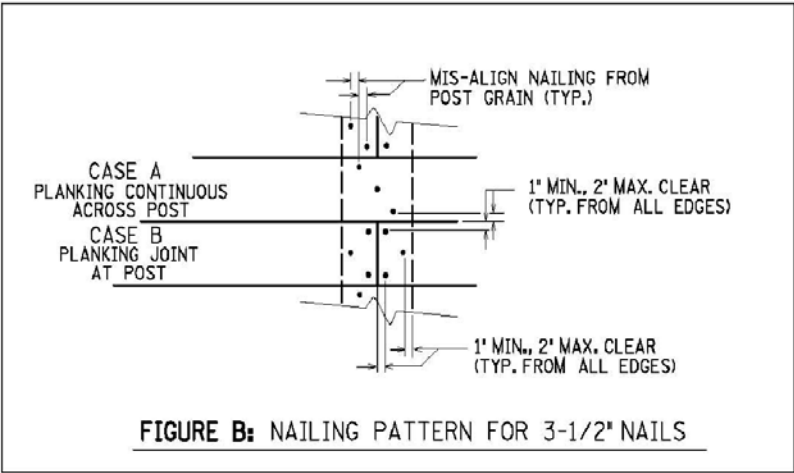 MIS-ALIGN NAILING FROM
POST GRAIN (TYP.)
CASE A
PLANKING CONTINUOUS
ACROSS POST
1" MIN., 2" MAX. CLEAR
(TYP. FROM ALL EDGES)
CASE B
PLANKING JOINT
AT POST
1" MIN., 2" MAX. CLEAR
(TYP. FROM ALL EDGES)
FIGURE B: NAILING PATTERN FOR 3-1/2" NAILS